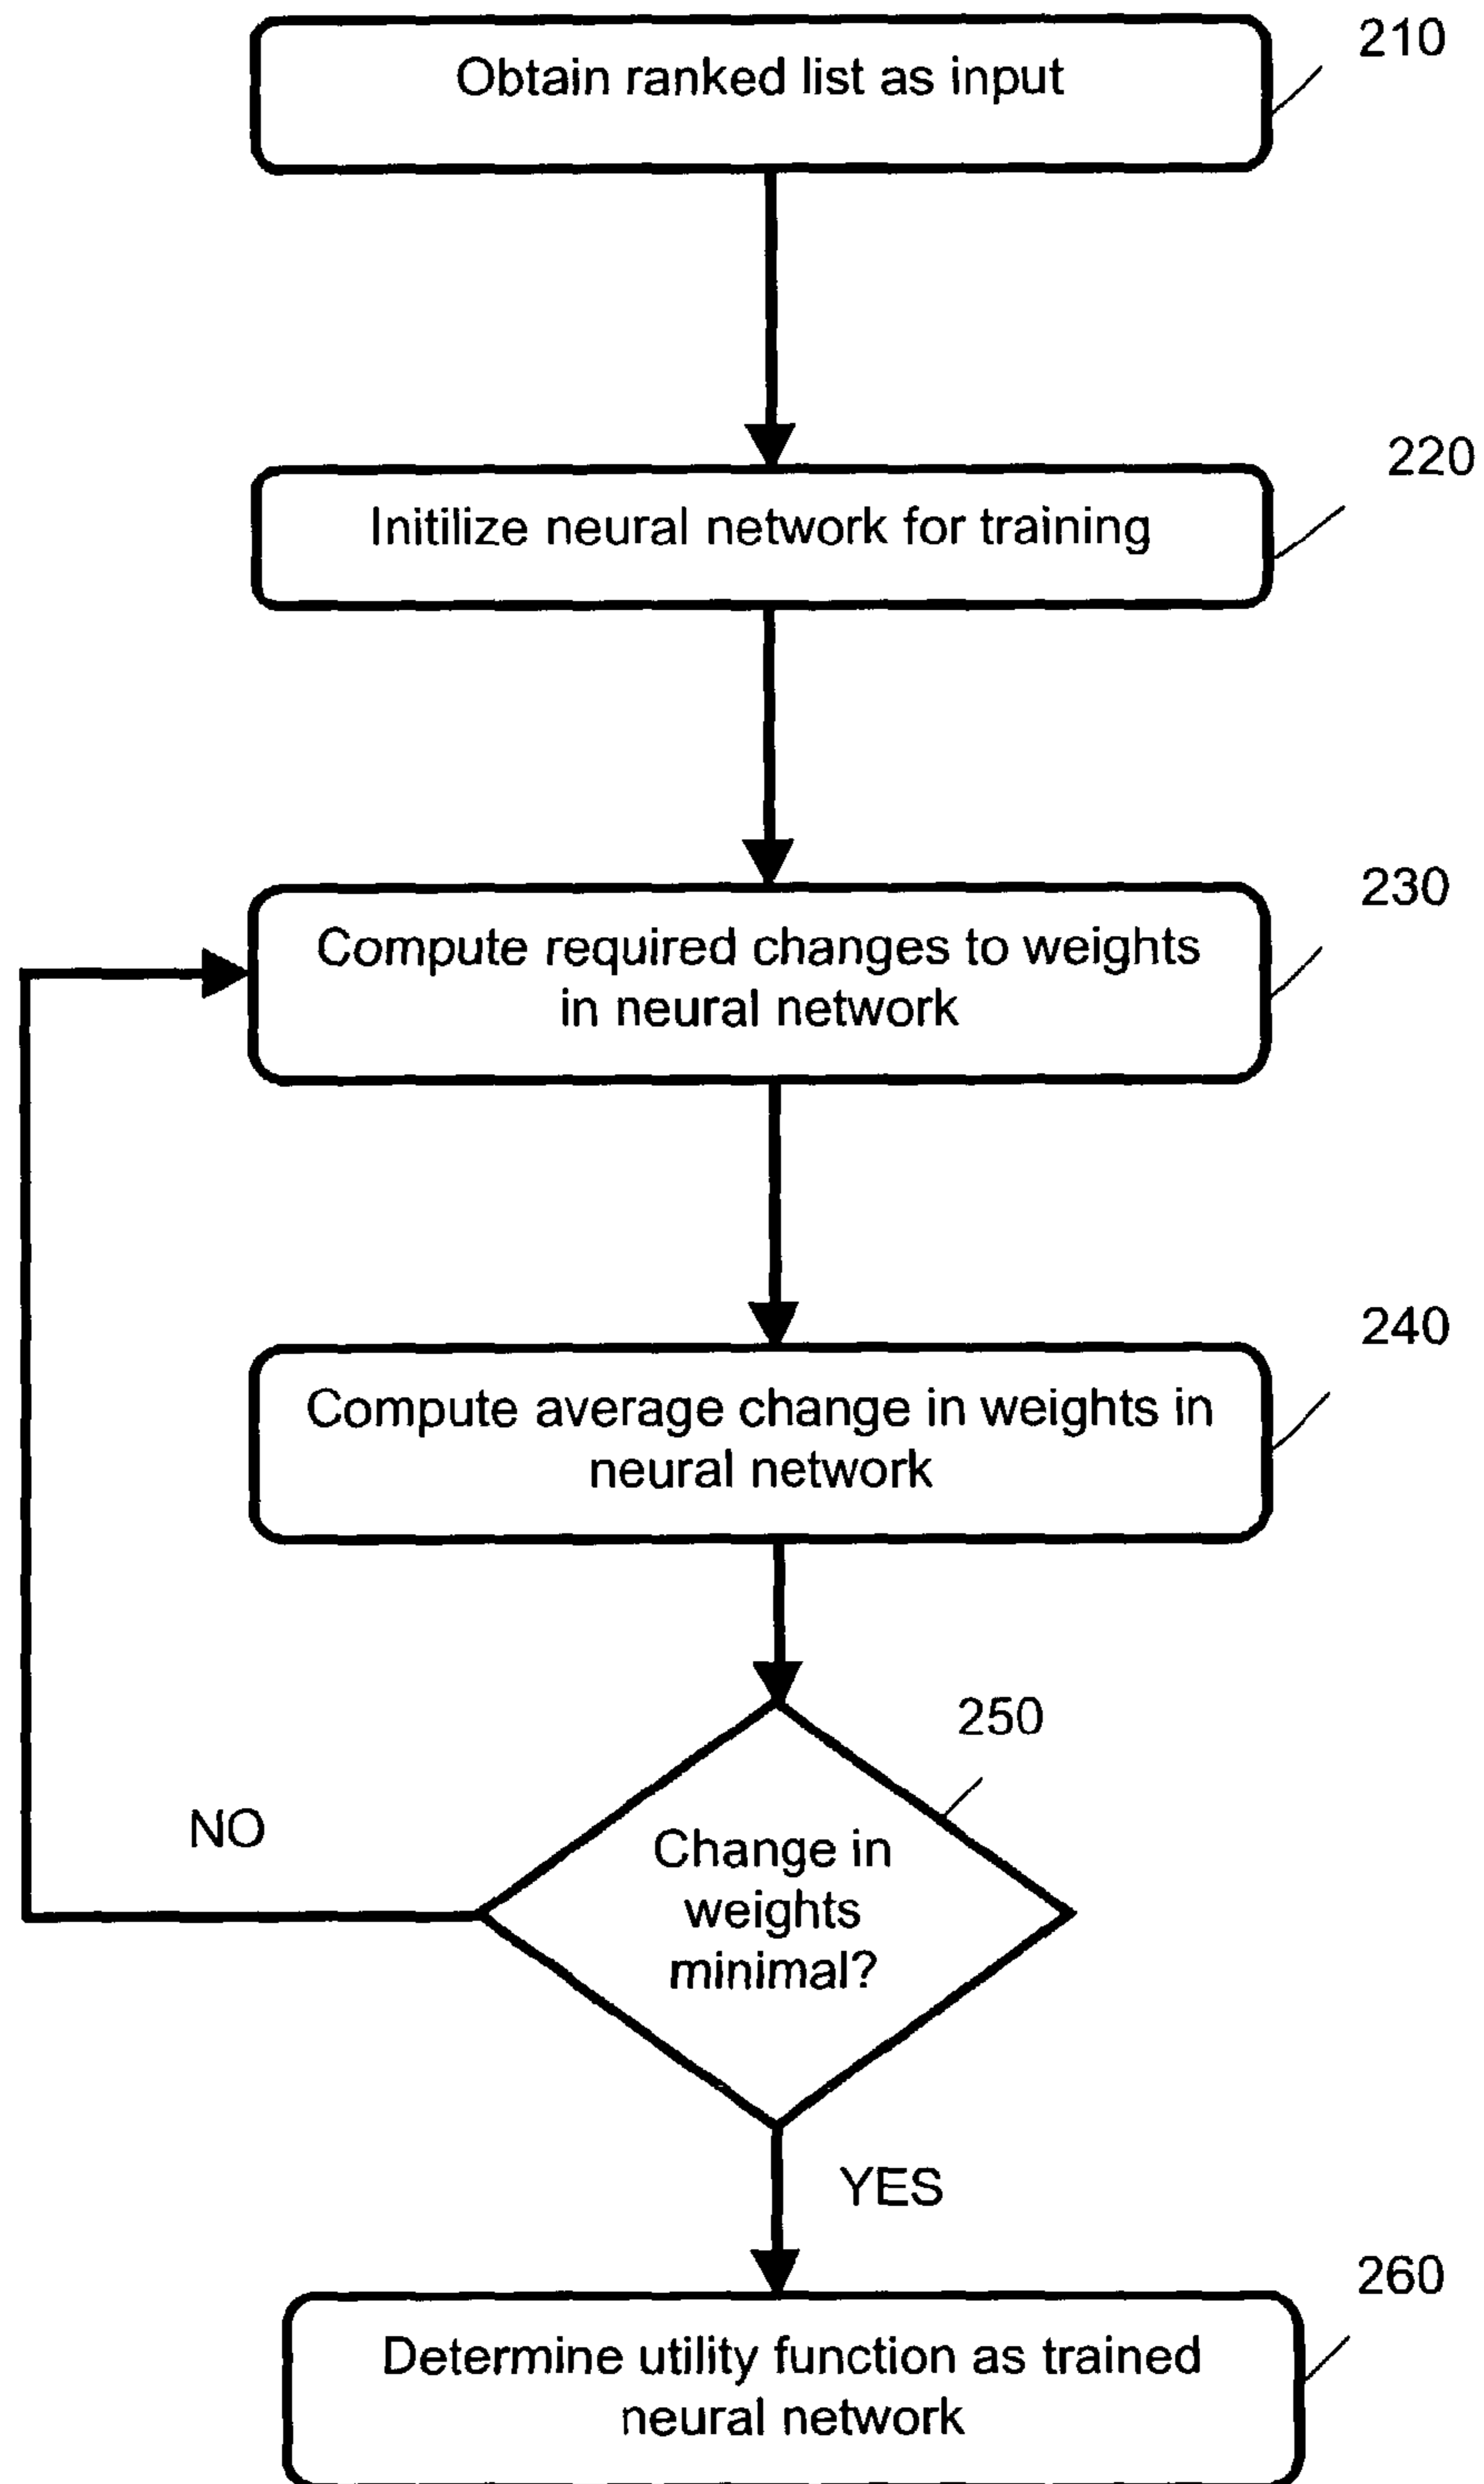 210
Obtain ranked list as input
220
Initilize neural network for training
230
Compute required changes to weights
in neural network
240
Compute average change in weights in
neural network
250
Change in
weights
minimal?
NO
YES
260
Determine utility function as trained
neural network